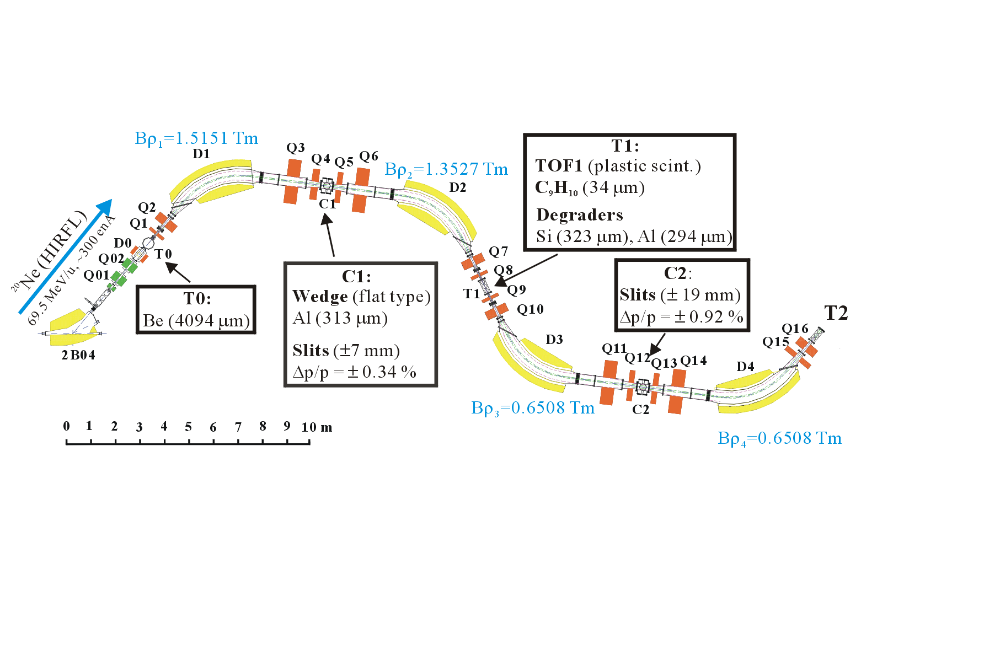 ²⁰Ne (HIRFL)
69.5 MeV/u, ~300 enA
2B04
Q01
Q02
D0
T0
Q1
Q2
T0:
Be (4094 μm)
Bρ₁=1.5151 Tm
D1
Q3
Q4
Q5
Q6
C1
C1:
Wedge (flat type)
Al (313 μm)
Slits (±7 mm)
Δp/p = ± 0.34 %
Bρ₂=1.3527 Tm
D2
Q7
Q8
T1
Q9
Q10
T1:
TOF1 (plastic scint.)
C₉H₁₀ (34 μm)
Degraders
Si (323 μm), Al (294 μm)
D3
Bρ₃=0.6508 Tm
Q11
Q12
Q13
Q14
C2
C2:
Slits (± 19 mm)
Δp/p = ± 0.92 %
D4
Bρ₄=0.6508 Tm
Q15
Q16
T2
0 1 2 3 4 5 6 7 8 9 10 m